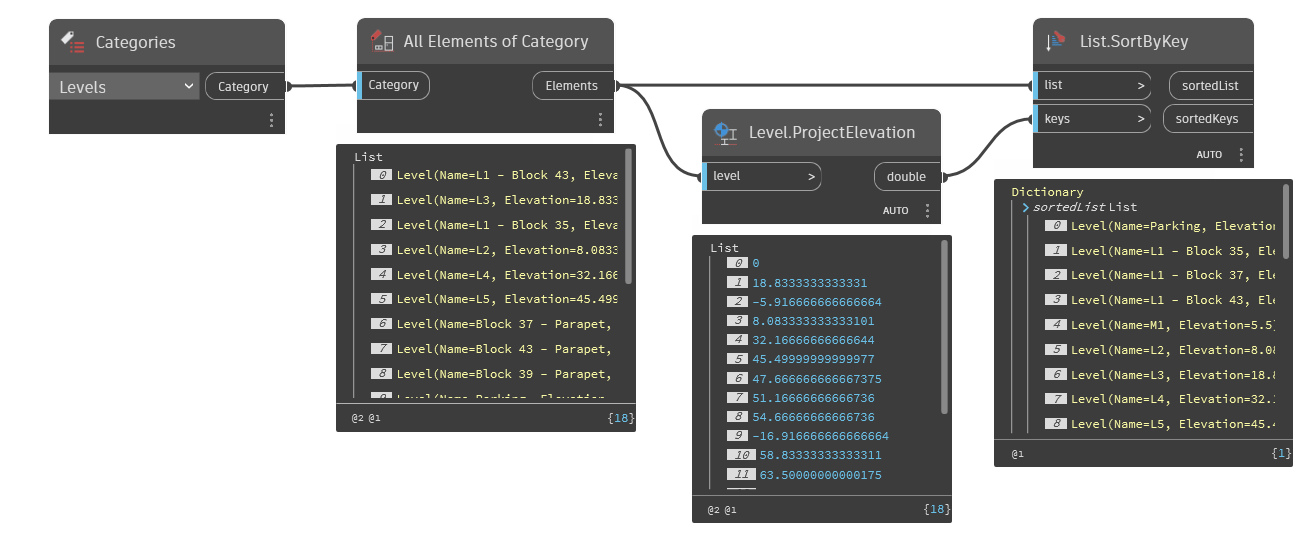 Categories
Levels
Category
All Elements of Category
Category
Elements
List
0 Level(Name=L1 - Block 43, Eleva
1 Level(Name=L3, Elevation=18.833
2 Level(Name=L1 - Block 35, Eleva
3 Level(Name=L2, Elevation=8.0833
4 Level(Name=L4, Elevation=32.166
5 Level(Name=L5, Elevation=45.499
6 Level(Name=Block 37 - Parapet,
7 Level(Name=Block 43 - Parapet,
8 Level(Name=Block 39 - Parapet,
@2 @1 {18}
Level.ProjectElevation
level >
double
AUTO
List
0 0
1 18.8333333333331
2 -5.916666666666664
3 8.083333333333101
4 32.16666666666644
5 45.49999999999977
6 47.666666666667375
7 51.16666666666736
8 54.66666666666736
9 -16.916666666666664
10 58.83333333333311
11 63.50000000000175
@2 @1 {18}
List.SortByKey
list >
sortedList
keys >
sortedKeys
AUTO
Dictionary
> sortedList List
0 Level(Name=Parking, Elevation
1 Level(Name=L1 - Block 35, Ele
2 Level(Name=L1 - Block 37, Ele
3 Level(Name=L1 - Block 43, Ele
4 Level(Name=M1, Elevation=5.5)
5 Level(Name=L2, Elevation=8.08
6 Level(Name=L3, Elevation=18.8
7 Level(Name=L4, Elevation=32.1
8 Level(Name=L5, Elevation=45.4
@1 {1}